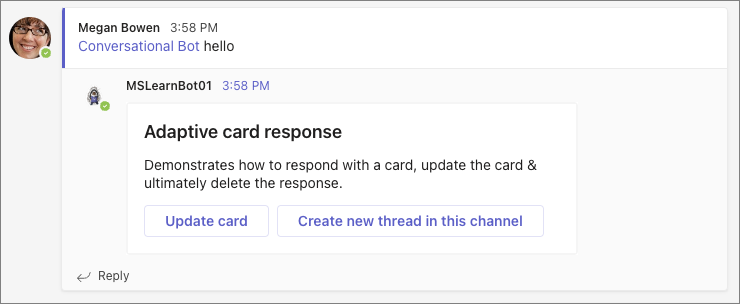 Megan Bowen 3:58 PM
Conversational Bot hello
MSLearnBot01 3:58 PM
Adaptive card response
Demonstrates how to respond with a card, update the card &
ultimately delete the response.
Update card Create new thread in this channel
Reply